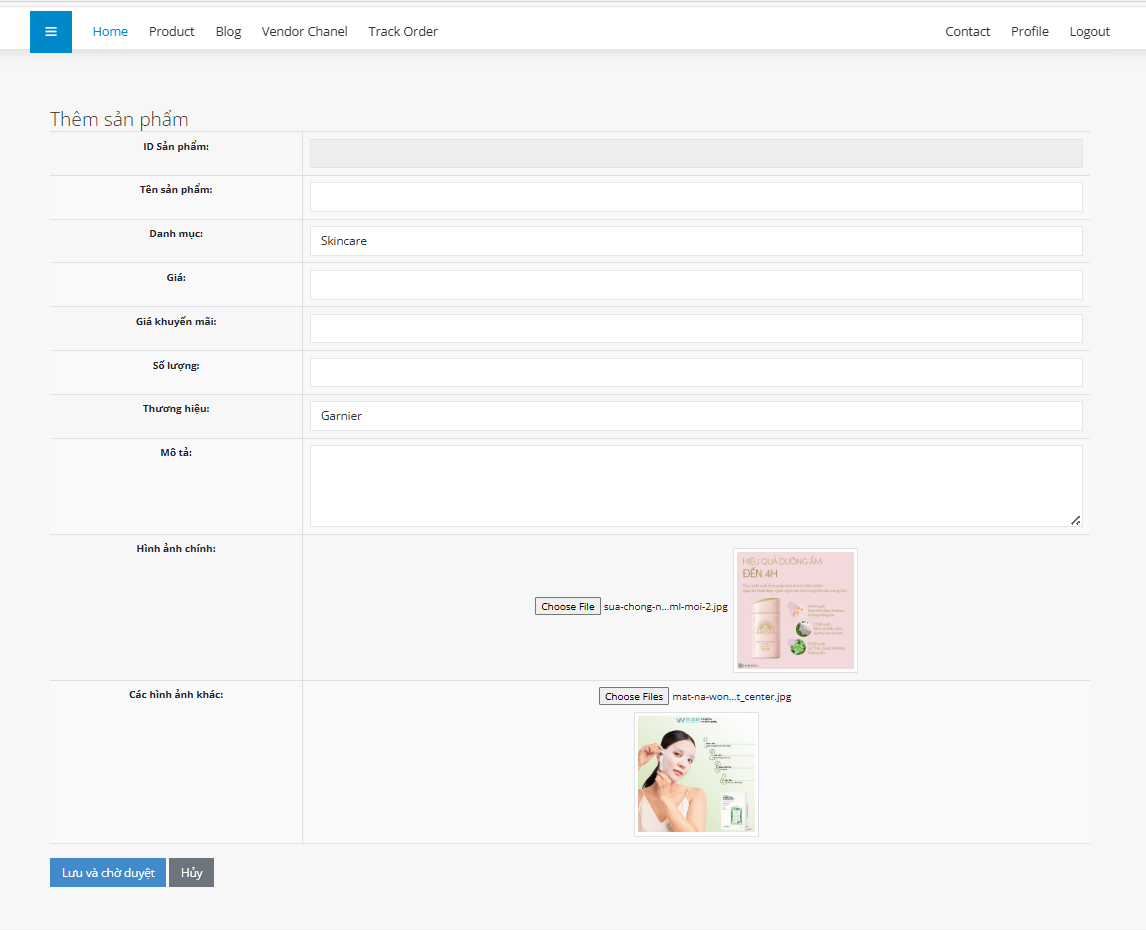 Home Product Blog Vendor Chanel Track Order Contact Profile Logout
Thêm sản phẩm
ID Sản phẩm:
Tên sản phẩm:
Danh mục: Skincare
Giá:
Giá khuyến mãi:
Số lượng:
Thương hiệu: Garnier
Mô tả:
Hình ảnh chính:
Choose File sua-chong-n...ml-moi-2.jpg
HIỆU QUẢ DƯỠNG ẨM
ĐẾN 4H
ANESSA
Các hình ảnh khác:
Choose Files mat-na-won...t_center.jpg
Lưu và chờ duyệt Hủy